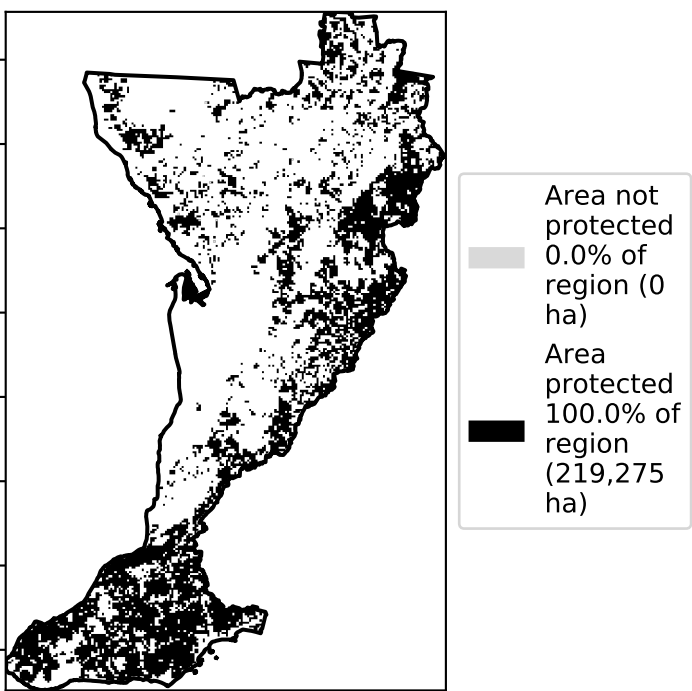 Area not
protected
0.0% of
region (0
ha)
Area
protected
100.0% of
region
(219,275
ha)